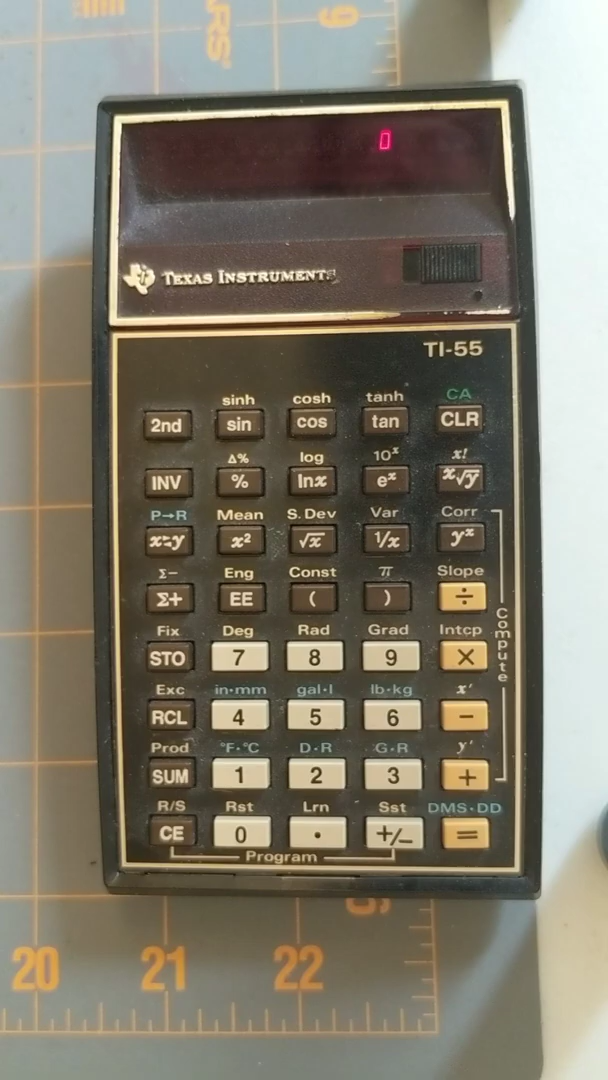 0
TEXAS INSTRUMENTS
TI-55
sinh cosh tanh CA
2nd sin cos tan CLR
Δ% log 10ˣ x!
INV % lnx eˣ ˣ√y
P→R Mean S.Dev Var Corr
x⇄y x² √x 1/x yˣ
Σ− Eng Const π Slope
Σ+ EE ( ) ÷
Fix Deg Rad Grad Intcp
STO 7 8 9 ×
Exc in·mm gal·l lb·kg x′
RCL 4 5 6 −
Prod °F·°C D·R G·R y′
SUM 1 2 3 +
R/S Rst Lrn Sst DMS·DD
CE 0 · +/− =
Program
Compute
20 21 22